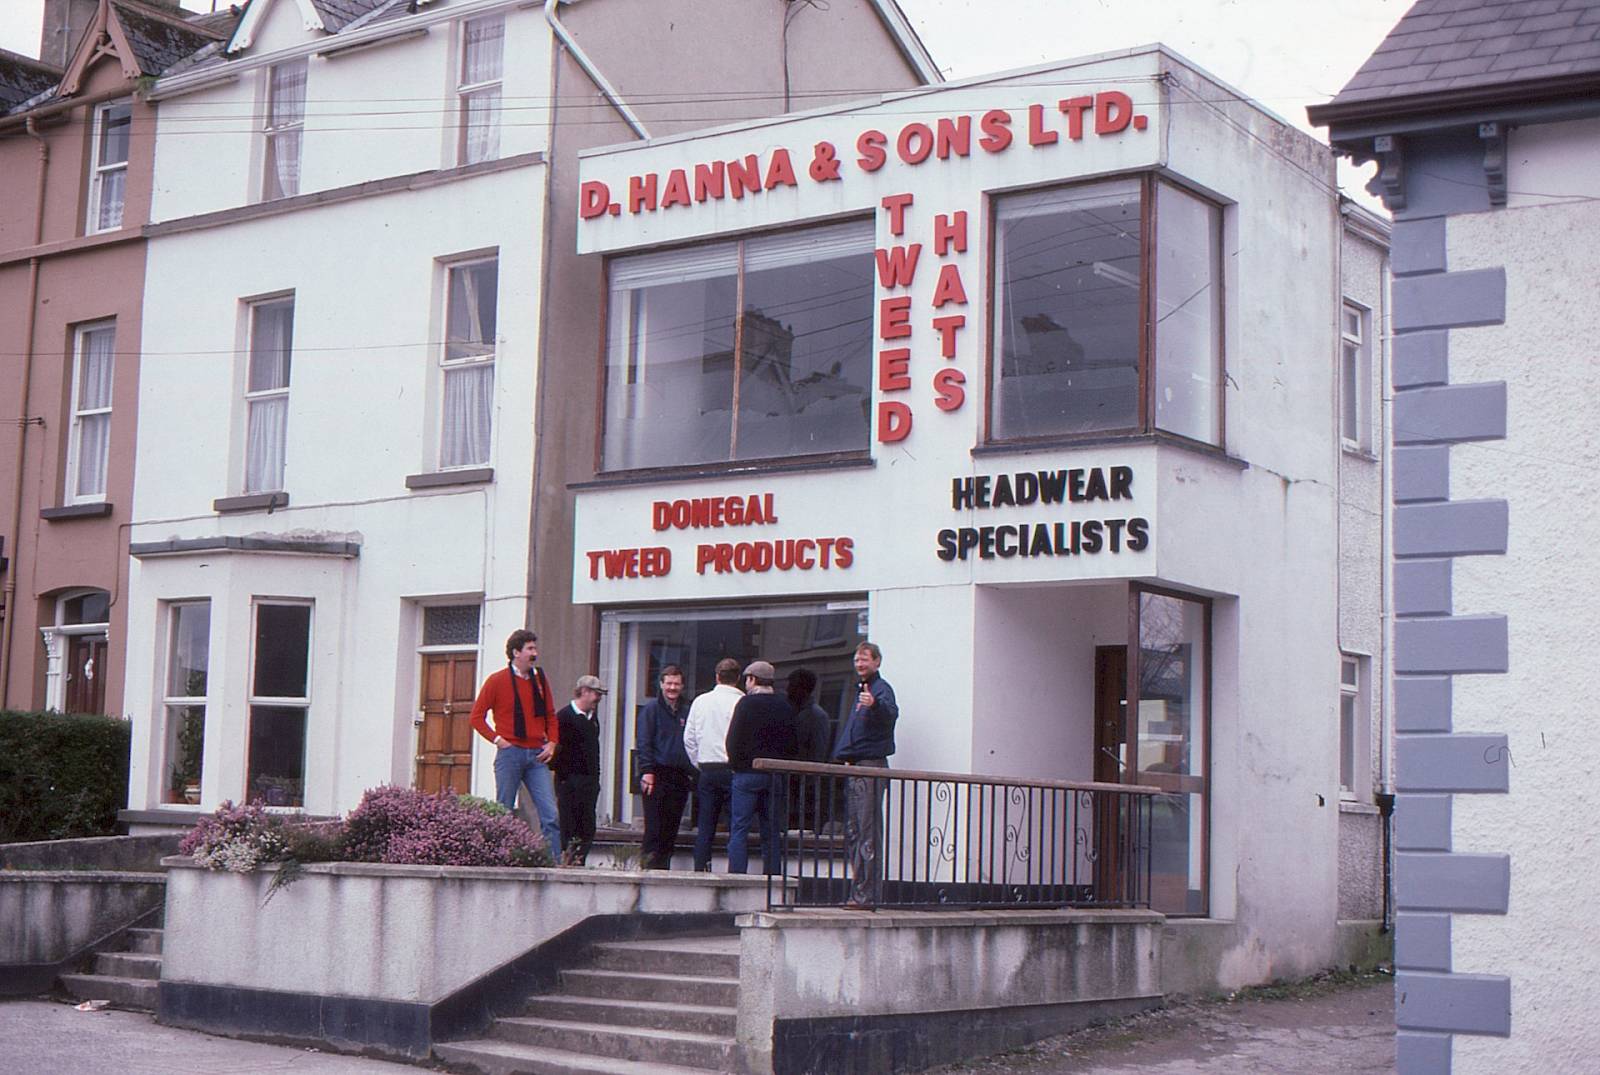 D. HANNA & SONS LTD.
TWEED
HATS
DONEGAL
TWEED PRODUCTS
HEADWEAR
SPECIALISTS